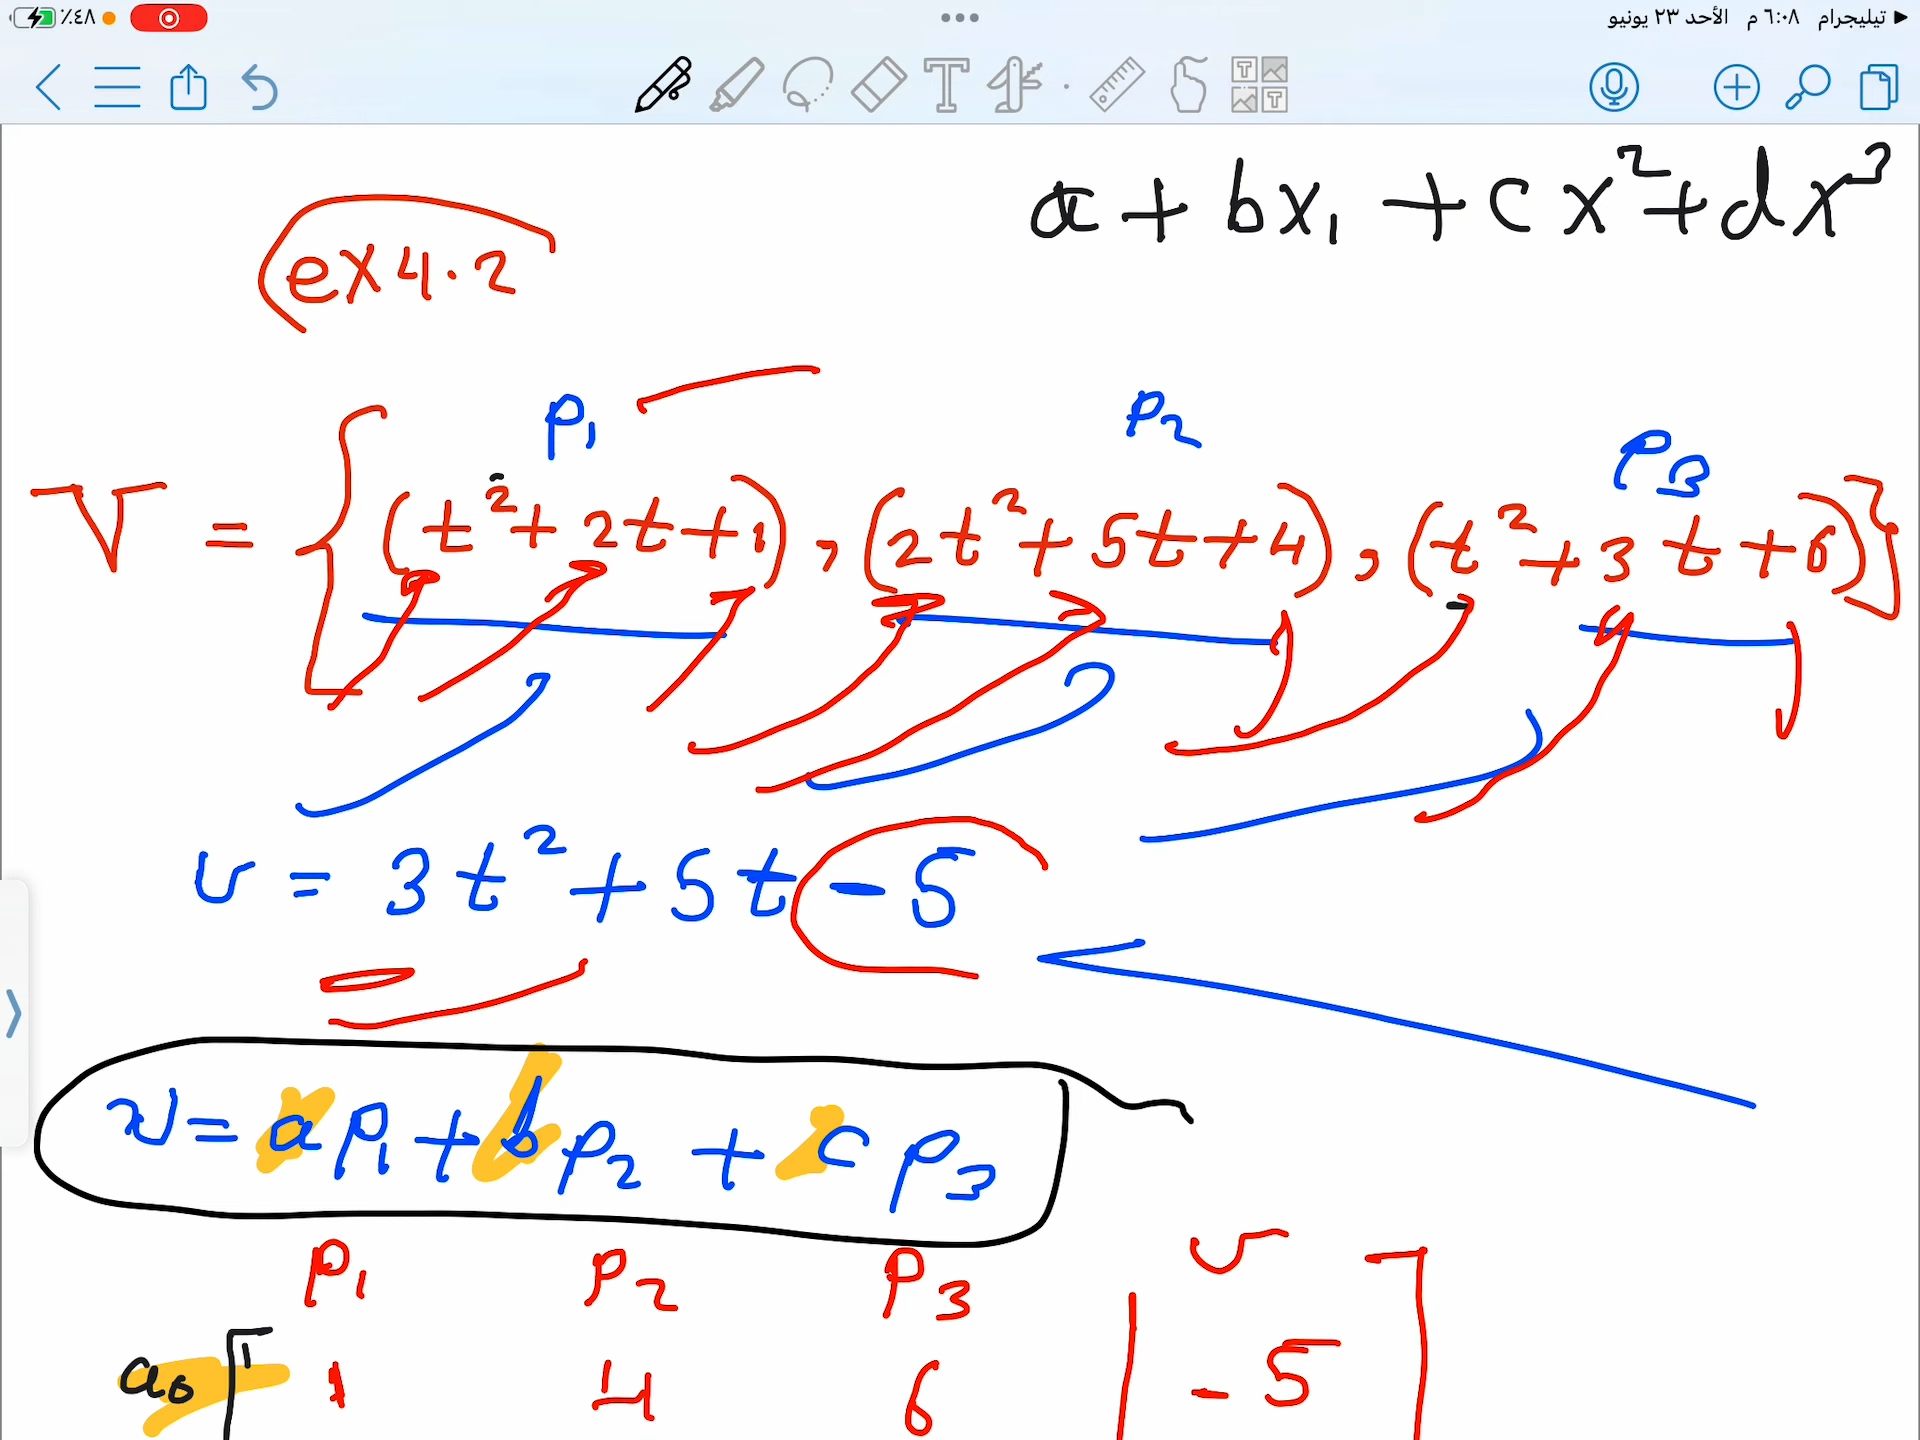 ٪٤٨
◀ تيليجرام ٦:٠٨ م الأحد ٢٣ يونيو
a + bx₁ + cx² + dx³
ex 4.2
P₁ P₂ P₃
V = {(t² + 2t + 1), (2t² + 5t + 4), (t² + 3t + 6)}
v = 3t² + 5t - 5
v = aP₁ + bP₂ + cP₃
P₁ P₂ P₃ v
a₀ 1 4 6 -5